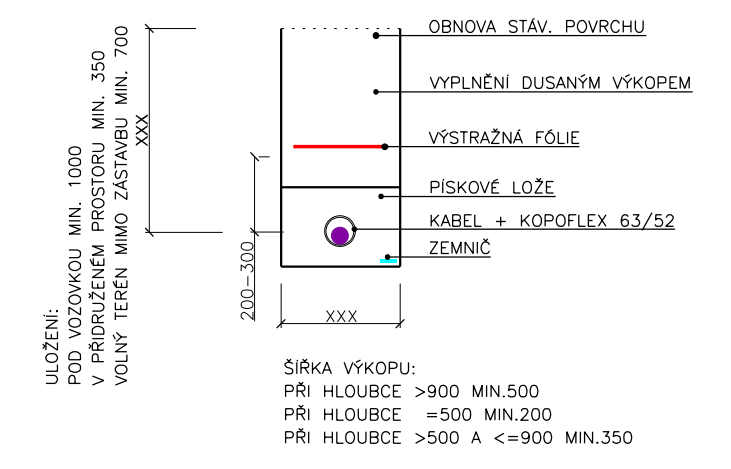 OBNOVA STÁV. POVRCHU
VYPLNĚNÍ DUSANÝM VÝKOPEM
VÝSTRAŽNÁ FÓLIE
PÍSKOVÉ LOŽE
KABEL + KOPOFLEX 63/52
ZEMNIČ
XXX
200-300
XXX
ULOŽENÍ:
POD VOZOVKOU MIN. 1000
V PŘIDRUŽENÉM PROSTORU MIN. 350
VOLNÝ TERÉN MIMO ZÁSTAVBU MIN. 700
ŠÍŘKA VÝKOPU:
PŘI HLOUBCE >900 MIN.500
PŘI HLOUBCE =500 MIN.200
PŘI HLOUBCE >500 A <=900 MIN.350